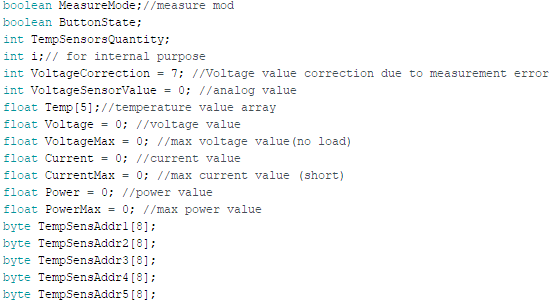 boolean MeasureMode;//measure mod
boolean ButtonState;
int TempSensorsQuantity;
int i;// for internal purpose
int VoltageCorrection = 7; //Voltage value correction due to measurement error
int VoltageSensorValue = 0; //analog value
float Temp[5];//temperature value array
float Voltage = 0; //voltage value
float VoltageMax = 0; //max voltage value(no load)
float Current = 0; //current value
float CurrentMax = 0; //max current value (short)
float Power = 0; //power value
float PowerMax = 0; //max power value
byte TempSensAddr1[8];
byte TempSensAddr2[8];
byte TempSensAddr3[8];
byte TempSensAddr4[8];
byte TempSensAddr5[8];